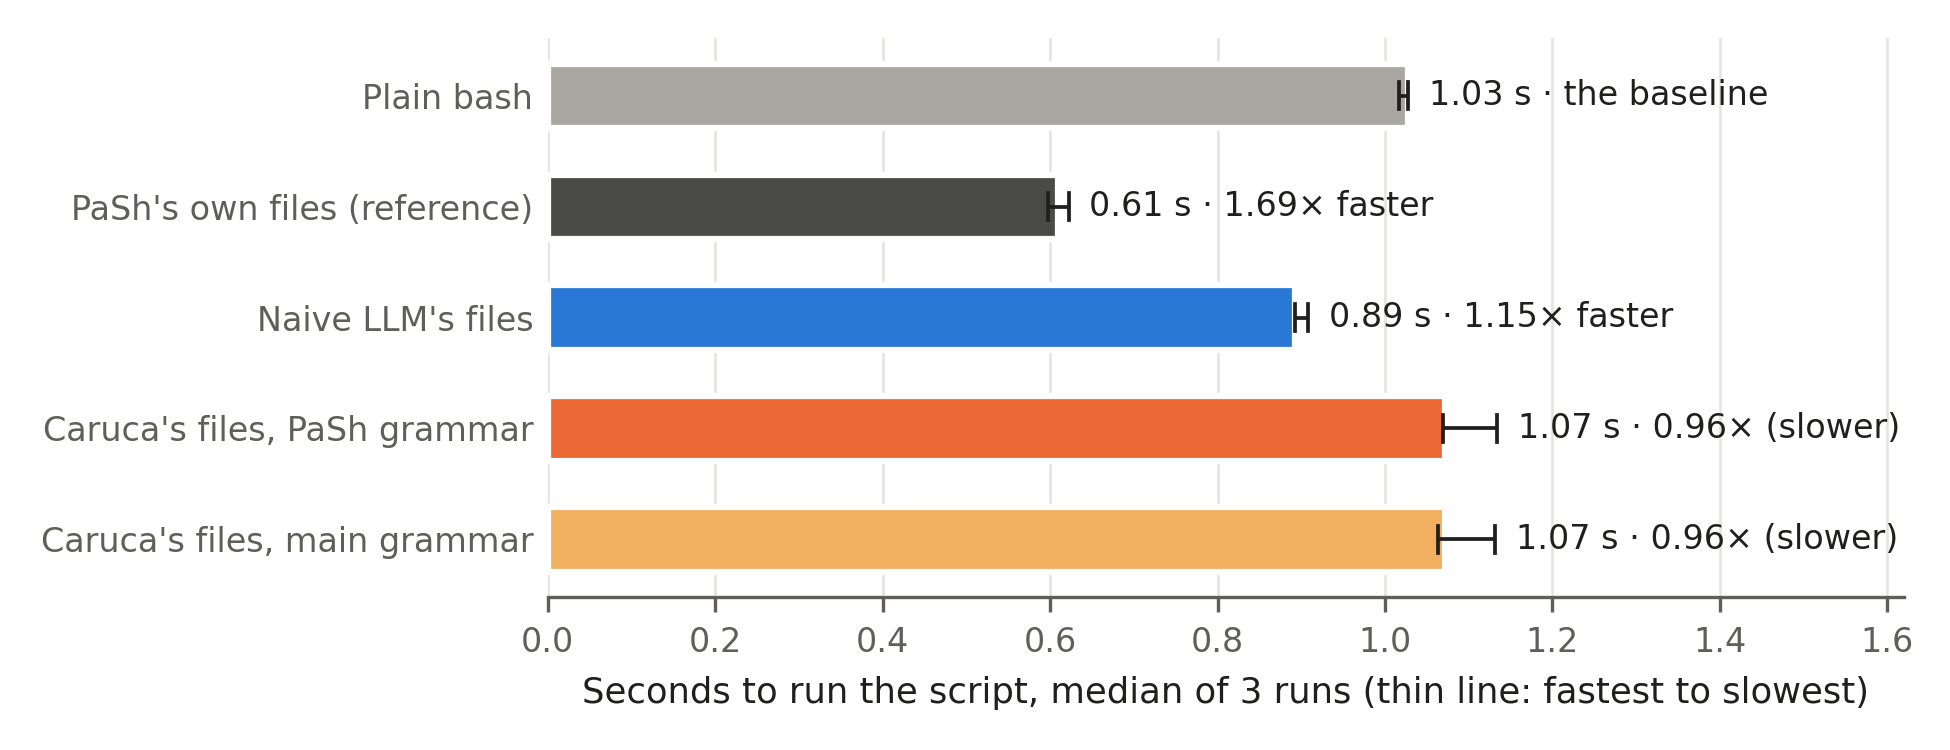 Plain bash
1.03 s · the baseline
PaSh's own files (reference)
0.61 s · 1.69× faster
Naive LLM's files
0.89 s · 1.15× faster
Caruca's files, PaSh grammar
1.07 s · 0.96× (slower)
Caruca's files, main grammar
1.07 s · 0.96× (slower)
0.0 0.2 0.4 0.6 0.8 1.0 1.2 1.4 1.6
Seconds to run the script, median of 3 runs (thin line: fastest to slowest)